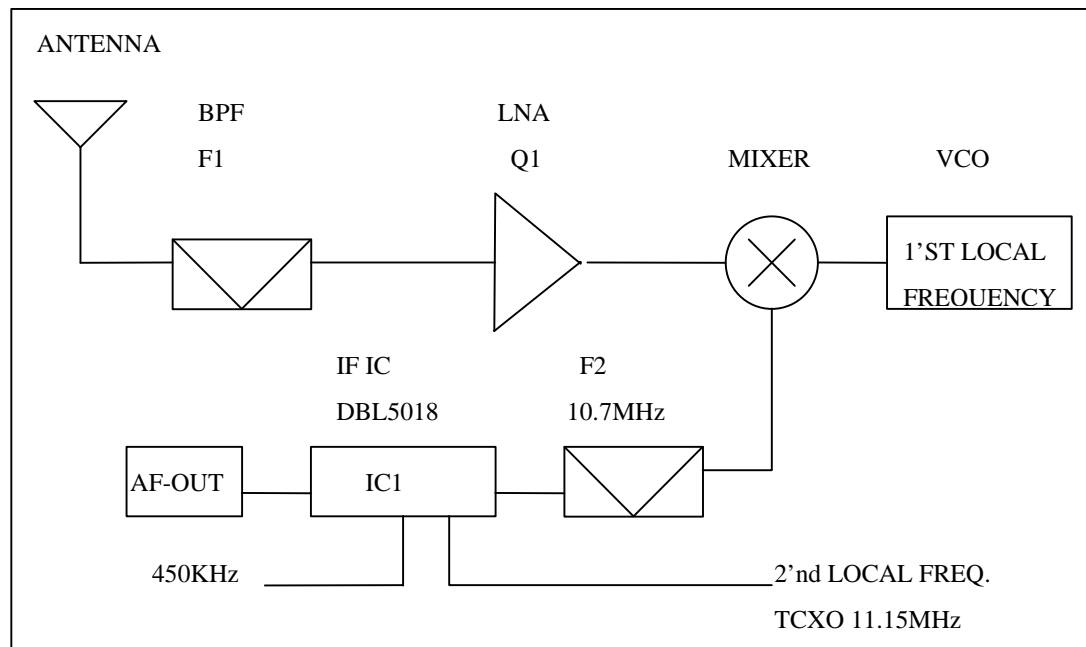 ANTENNA
BPF
F1
LNA
Q1
MIXER
VCO
1'ST LOCAL
FREOUENCY
IF IC
DBL5018
F2
10.7MHz
AF-OUT
IC1
450KHz
2'nd LOCAL FREQ.
TCXO 11.15MHz